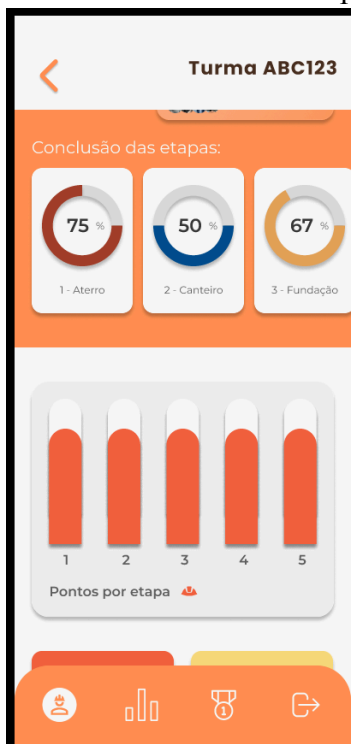 Turma ABC123
Conclusão das etapas:
75 % 50 % 67 %
1 - Aterro 2 - Canteiro 3 - Fundação
1 2 3 4 5
Pontos por etapa
1